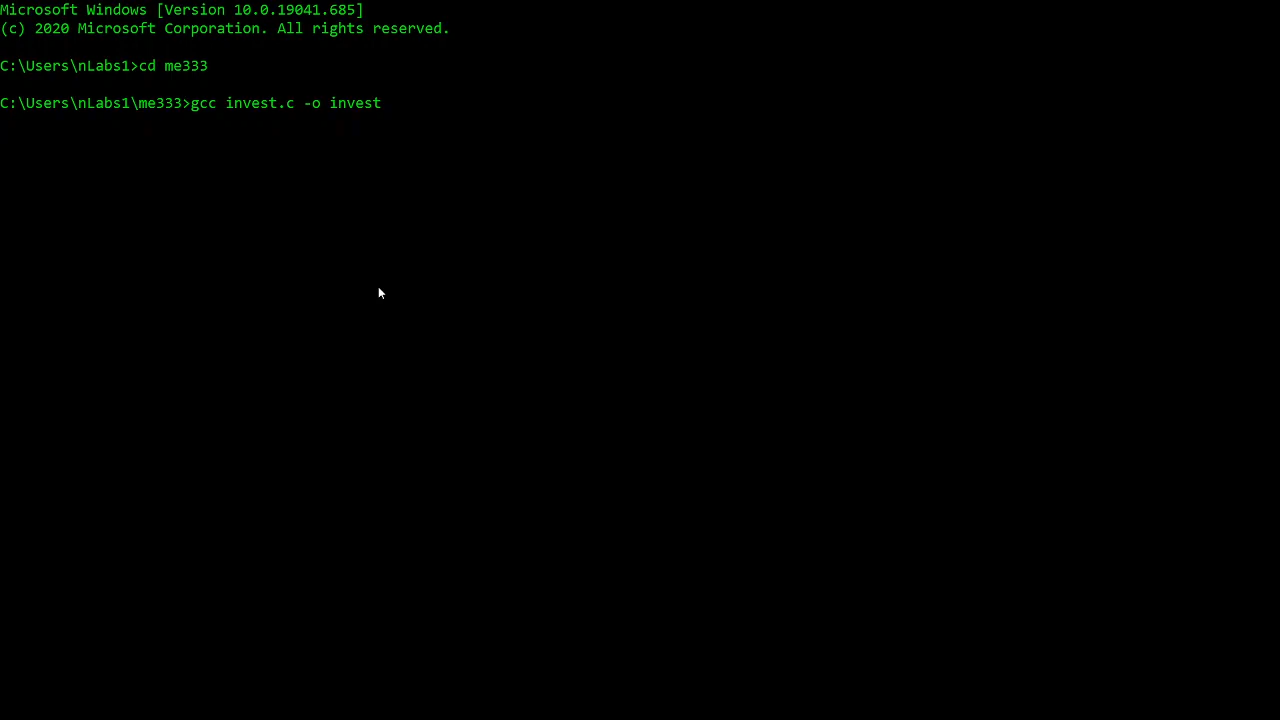 Microsoft Windows [Version 10.0.19041.685]
(c) 2020 Microsoft Corporation. All rights reserved.
C:\Users\nLabs1>cd me333
C:\Users\nLabs1\me333>gcc invest.c -o invest